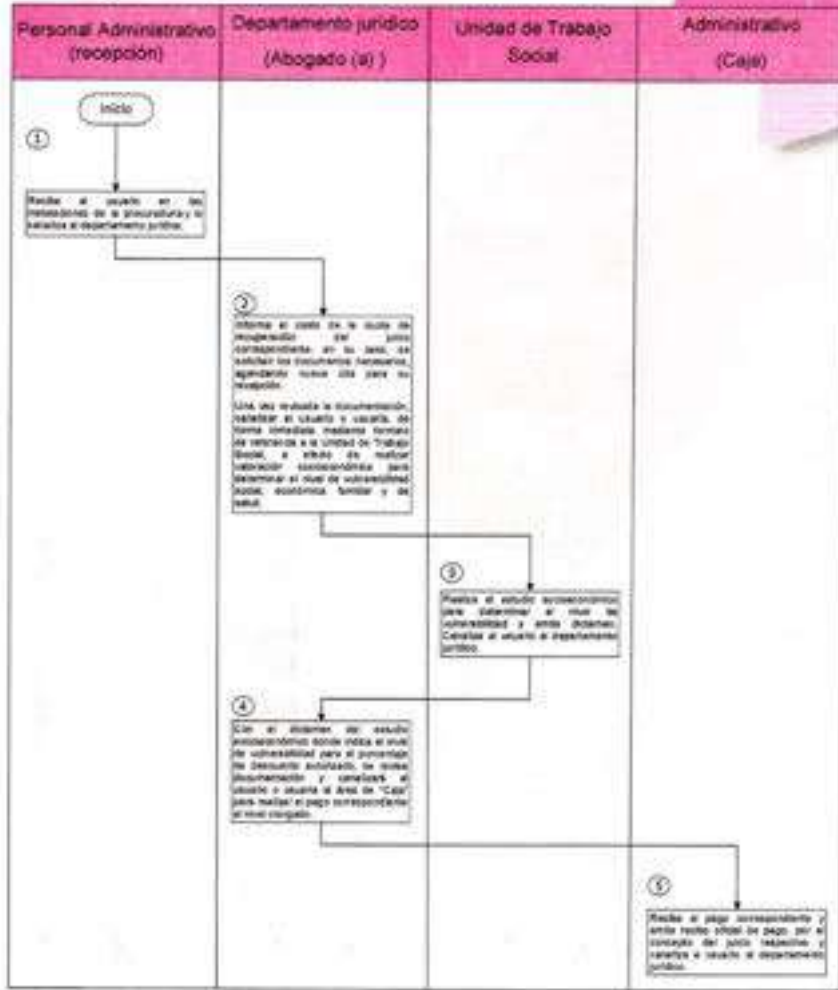 Personal Administrativo
(recepción)
Departamento jurídico
(Abogado (a) )
Unidad de Trabajo
Social
Administrativo
(Caja)
Inicio
1
Recibe al usuario en las
instalaciones de la procuraduría y lo
canaliza al departamento jurídico.
2
Informa el costo de la cuota de
recuperación del juicio
correspondiente en su caso, se
solicitan los documentos necesarios,
agendando nueva cita para su
recepción.
Una vez revisada la documentación,
canalizar al usuario o usuaria, de
forma inmediata mediante formato
de referencia a la Unidad de Trabajo
Social, a efecto de realizar
valoración socioeconómica para
determinar el nivel de vulnerabilidad
social, económica, familiar y de
salud.
3
Realiza el estudio socioeconómico
para determinar el nivel de
vulnerabilidad y emite dictamen.
Canaliza al usuario al departamento
jurídico.
4
Con el dictamen del estudio
socioeconómico donde indica el nivel
de vulnerabilidad para el porcentaje
de descuento autorizado, se revisa
documentación y canalizará al
usuario o usuaria al área de "Caja"
para realizar el pago correspondiente
al nivel otorgado.
5
Recibe el pago correspondiente y
emite recibo oficial de pago, por el
concepto del juicio respectivo y
canaliza a usuario al departamento
jurídico.